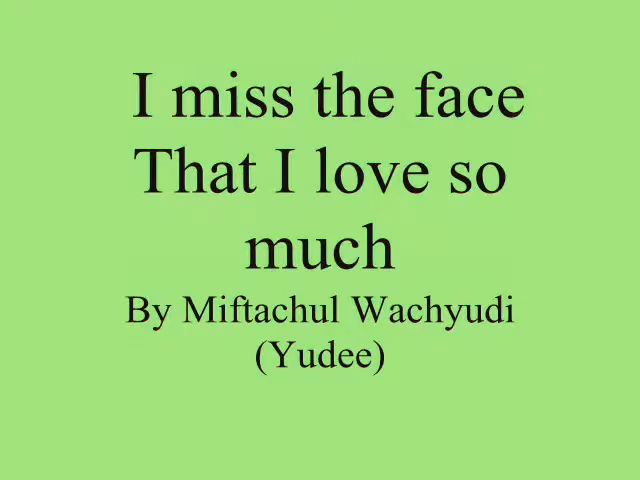 I miss the face
That I love so
much
By Miftachul Wachyudi
(Yudee)